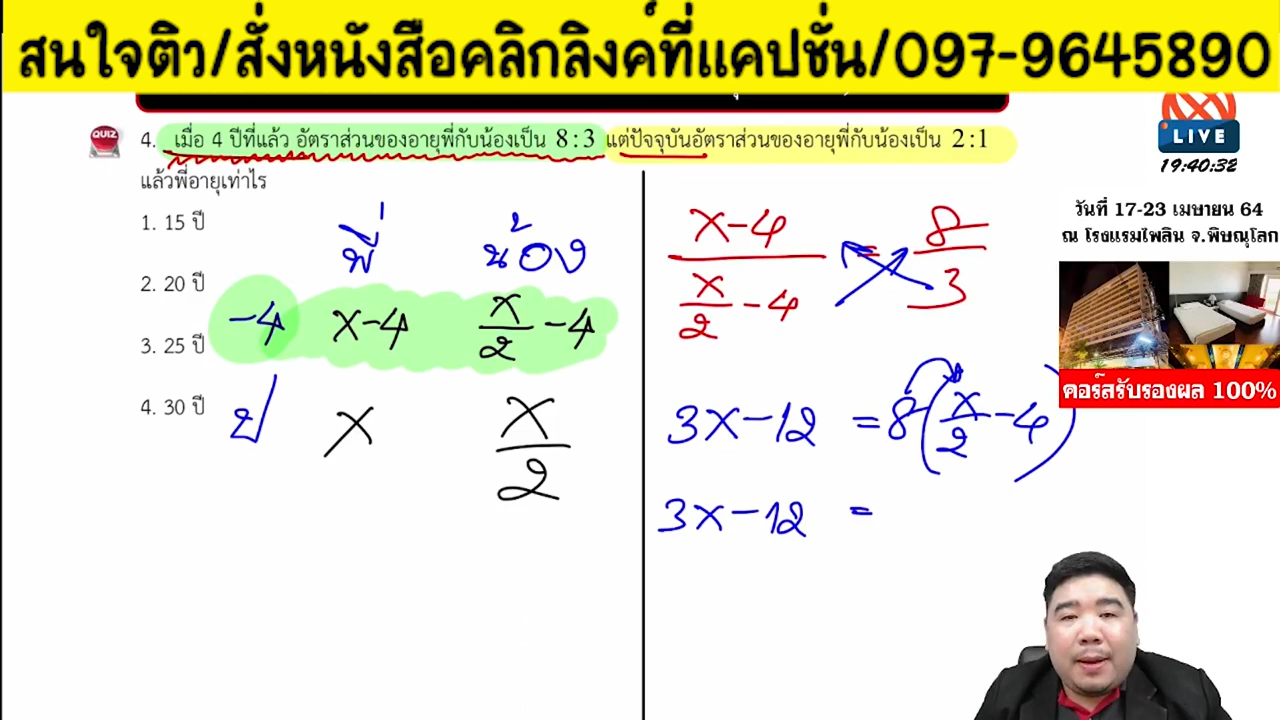 สนใจติว/สั่งหนังสือคลิกลิงค์ที่แคปชั่น/097-9645890
QUIZ
4. เมื่อ 4 ปีที่แล้ว อัตราส่วนของอายุพี่กับน้องเป็น 8:3 แต่ปัจจุบันอัตราส่วนของอายุพี่กับน้องเป็น 2:1
แล้วพี่อายุเท่าไร
1. 15 ปี
2. 20 ปี
3. 25 ปี
4. 30 ปี
พี่ น้อง
-4 x-4 x/2 -4
ป x x/2
x-4 = 8
x/2 -4 3
3x-12 = 8(x/2 -4)
3x-12 =
LIVE
19:40:32
วันที่ 17-23 เมษายน 64
ณ โรงแรมไพลิน จ.พิษณุโลก
คอร์สรับรองผล 100%